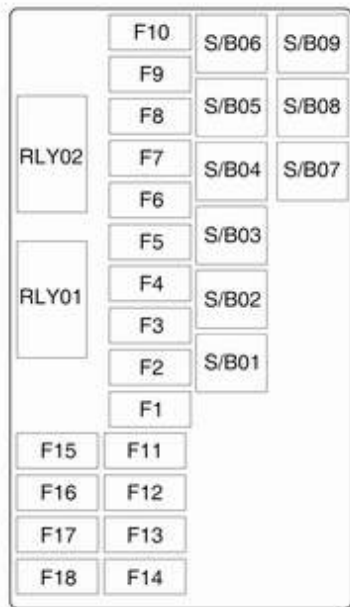 F10 S/B06 S/B09
F9
F8 S/B05 S/B08
RLY02 F7 S/B04 S/B07
F6
F5 S/B03
F4
RLY01 S/B02
F3
F2 S/B01
F1
F15 F11
F16 F12
F17 F13
F18 F14